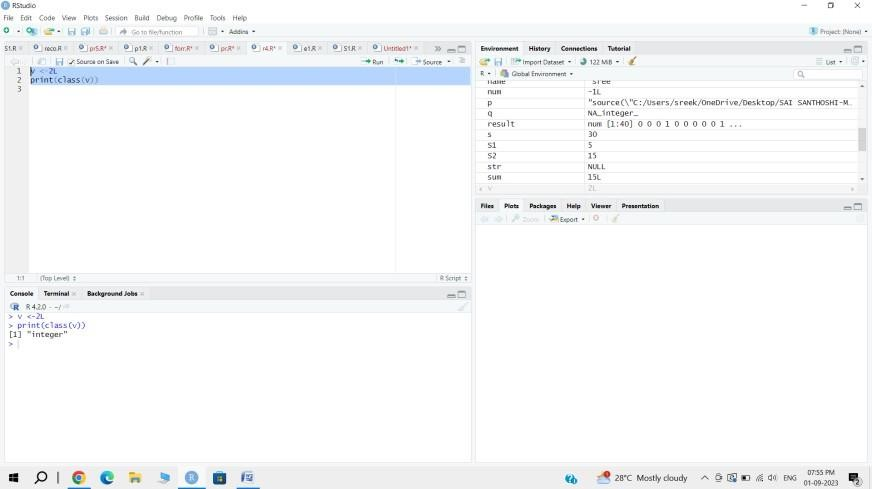 RStudio
File Edit Code View Plots Session Build Debug Profile Tools Help
Go to file/function Addins Project: (None)
S1.R reco.R pr5.R* p1.R forr.R* pr.R* r4.R* e1.R S1.R Untitled1*
Source on Save Run Source
1 v <-2L
2 print(class(v))
3
1:1 (Top Level) R Script
Console Terminal Background Jobs
R 4.2.0 · ~/
> v <-2L
> print(class(v))
[1] "integer"
>
Environment History Connections Tutorial
Import Dataset 122 MiB List
R Global Environment
name "sree"
num -1L
p "source(\"C:/Users/sreek/OneDrive/Desktop/SAI SANTHOSHI-M…
q NA_integer_
result num [1:40] 0 0 0 1 0 0 0 0 0 1 ...
s 30
S1 5
S2 15
str NULL
sum 15L
v 2L
Files Plots Packages Help Viewer Presentation
Zoom Export
28°C Mostly cloudy ENG 07:55 PM
01-09-2023 2